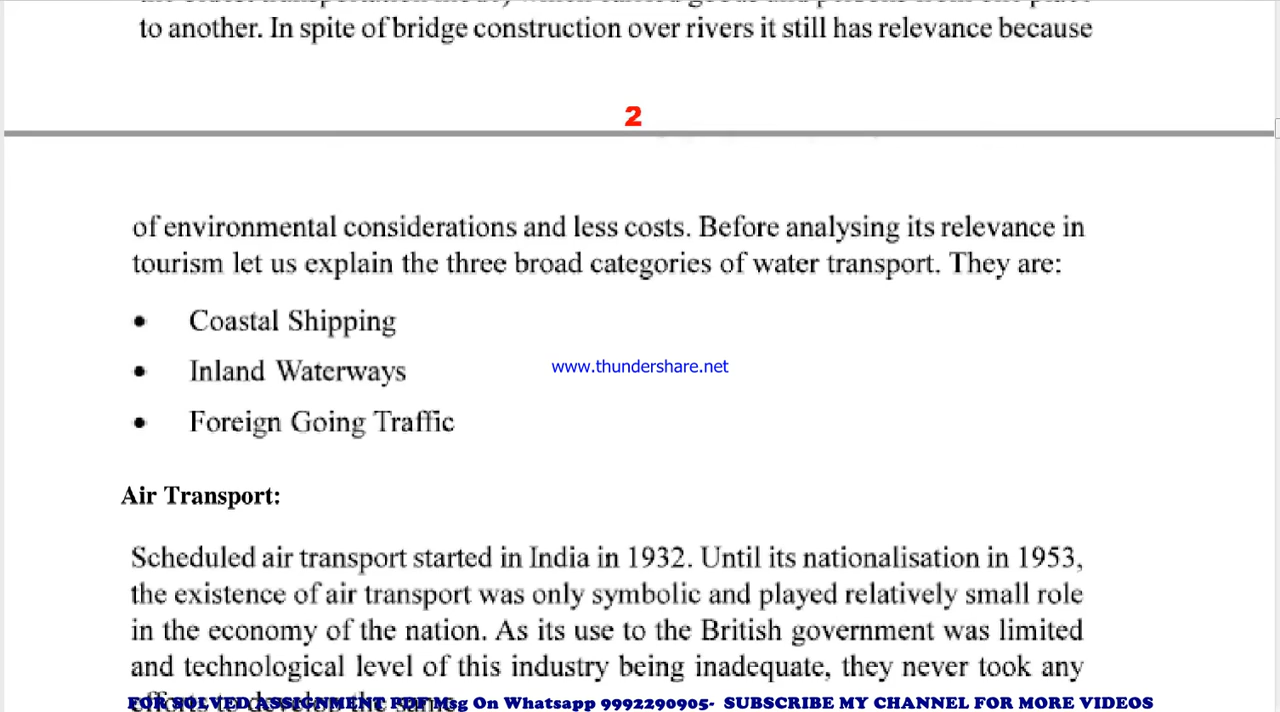 to another. In spite of bridge construction over rivers it still has relevance because
2
of environmental considerations and less costs. Before analysing its relevance in
tourism let us explain the three broad categories of water transport. They are:
• Coastal Shipping
• Inland Waterways
www.thundershare.net
• Foreign Going Traffic
Air Transport:
Scheduled air transport started in India in 1932. Until its nationalisation in 1953,
the existence of air transport was only symbolic and played relatively small role
in the economy of the nation. As its use to the British government was limited
and technological level of this industry being inadequate, they never took any
FOR SOLVED ASSIGNMENT PDF Msg On Whatsapp 9992290905- SUBSCRIBE MY CHANNEL FOR MORE VIDEOS